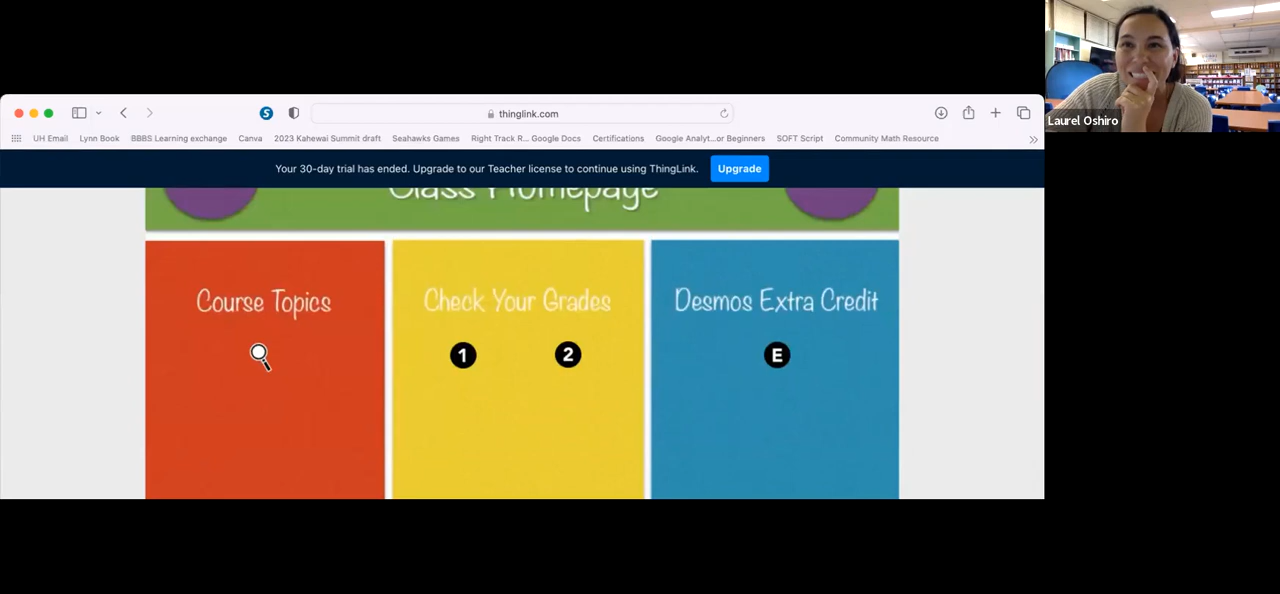 thinglink.com
UH Email Lynn Book BBBS Learning exchange Canva 2023 Kahewai Summit draft Seahawks Games Right Track R... Google Docs Certifications Google Analyt...or Beginners SOFT Script Community Math Resource
Your 30-day trial has ended. Upgrade to our Teacher license to continue using ThingLink. Upgrade
Class Homepage
Course Topics
Check Your Grades
1 2
Desmos Extra Credit
E
Laurel Oshiro